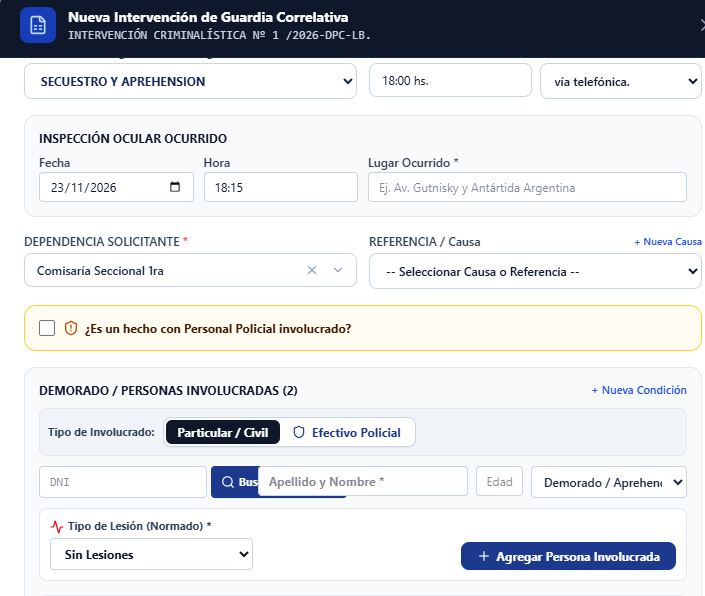 Nueva Intervención de Guardia Correlativa
INTERVENCIÓN CRIMINALÍSTICA Nº 1 /2026-DPC-LB.
SECUESTRO Y APREHENSION
18:00 hs.
vía telefónica.
INSPECCIÓN OCULAR OCURRIDO
Fecha
Hora
Lugar Ocurrido *
23/11/2026
18:15
Ej. Av. Gutnisky y Antártida Argentina
DEPENDENCIA SOLICITANTE *
REFERENCIA / Causa
+ Nueva Causa
Comisaría Seccional 1ra
-- Seleccionar Causa o Referencia --
¿Es un hecho con Personal Policial involucrado?
DEMORADO / PERSONAS INVOLUCRADAS (2)
+ Nueva Condición
Tipo de Involucrado:
Particular / Civil
Efectivo Policial
DNI
Bus
Apellido y Nombre *
Edad
Demorado / Aprehen
Tipo de Lesión (Normado) *
Sin Lesiones
+ Agregar Persona Involucrada